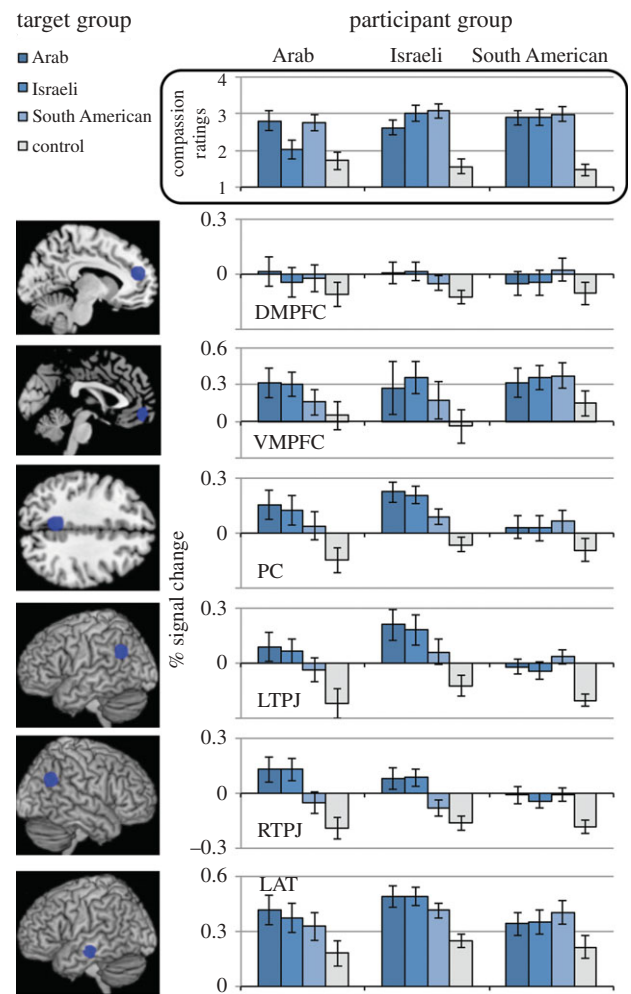 target group
participant group
Arab
Israeli
South American
control
Arab
Israeli
South American
compassion
ratings
4
3
2
1
0.3
0
DMPFC
0.6
0.3
0
VMPFC
0.3
0
PC
% signal change
0.3
0
LTPJ
0.3
0
–0.3
RTPJ
0.6
0.3
0
LAT